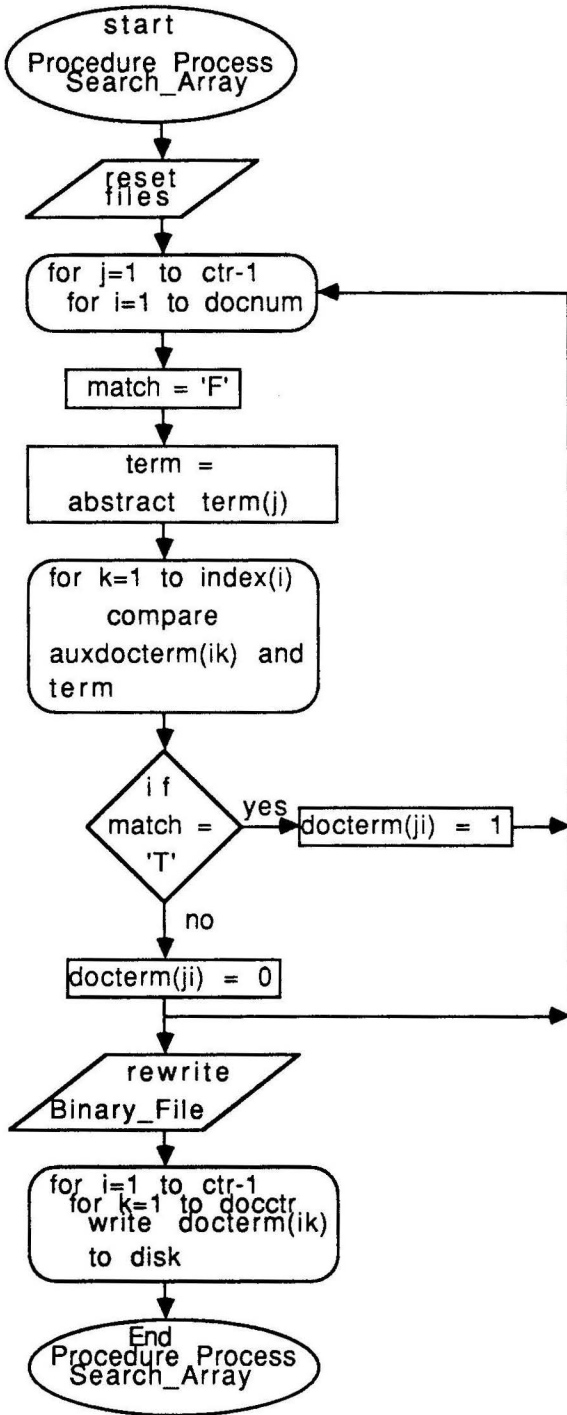 start
Procedure Process
Search_Array
reset
files
for j=1 to ctr-1
for i=1 to docnum
match = 'F'
term =
abstract term(j)
for k=1 to index(i)
compare
auxdocterm(ik) and
term
if
match =
'T'
yes
docterm(ji) = 1
no
docterm(ji) = 0
rewrite
Binary_File
for i=1 to ctr-1
for k=1 to docctr
write docterm(ik)
to disk
End
Procedure Process
Search_Array